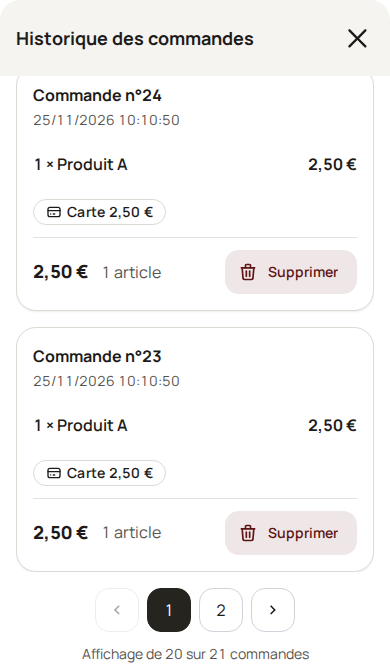 Historique des commandes
Commande n°24
25/11/2026 10:10:50
1 × Produit A 2,50 €
Carte 2,50 €
2,50 € 1 article Supprimer
Commande n°23
25/11/2026 10:10:50
1 × Produit A 2,50 €
Carte 2,50 €
2,50 € 1 article Supprimer
1 2
Affichage de 20 sur 21 commandes